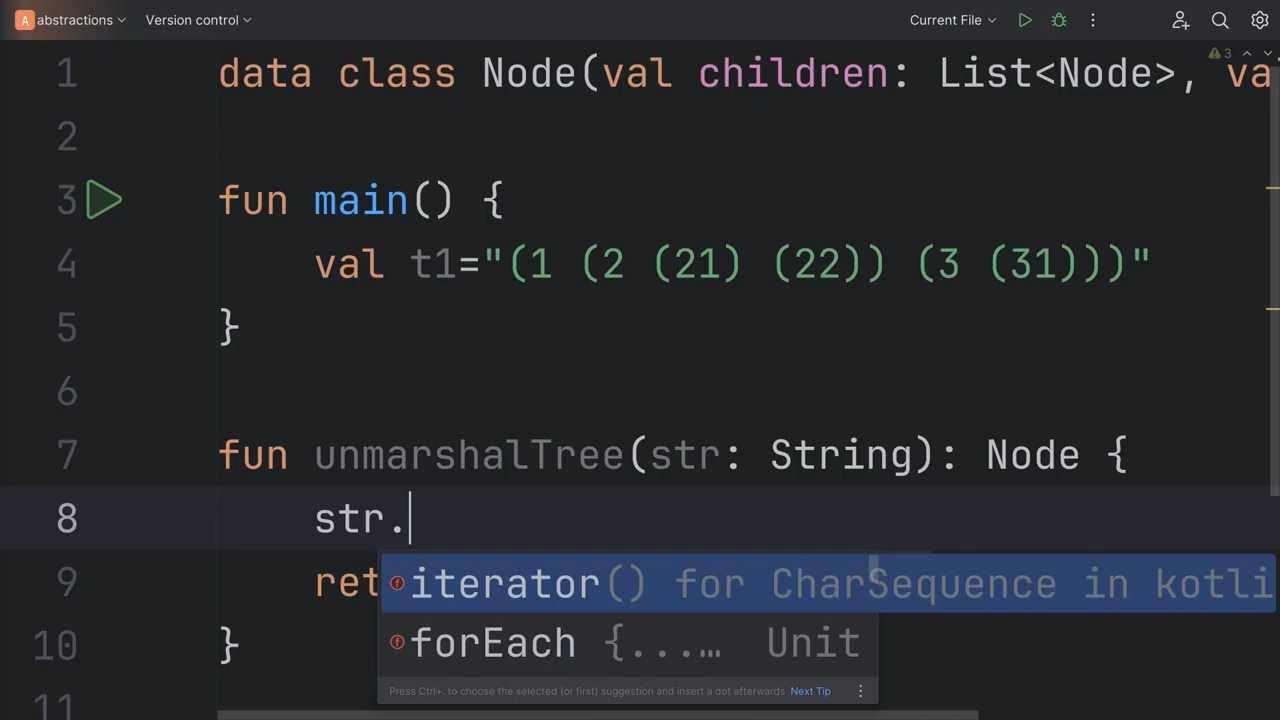 A abstractions Version control Current File
1 data class Node(val children: List<Node>, va
3
2
3 fun main() {
4 val t1="(1 (2 (21) (22)) (3 (31)))"
5 }
6
7 fun unmarshalTree(str: String): Node {
8 str.
9 ret
iterator() for CharSequence in kotli
10 }
forEach {...… Unit
Press Ctrl+. to choose the selected (or first) suggestion and insert a dot afterwards Next Tip
11